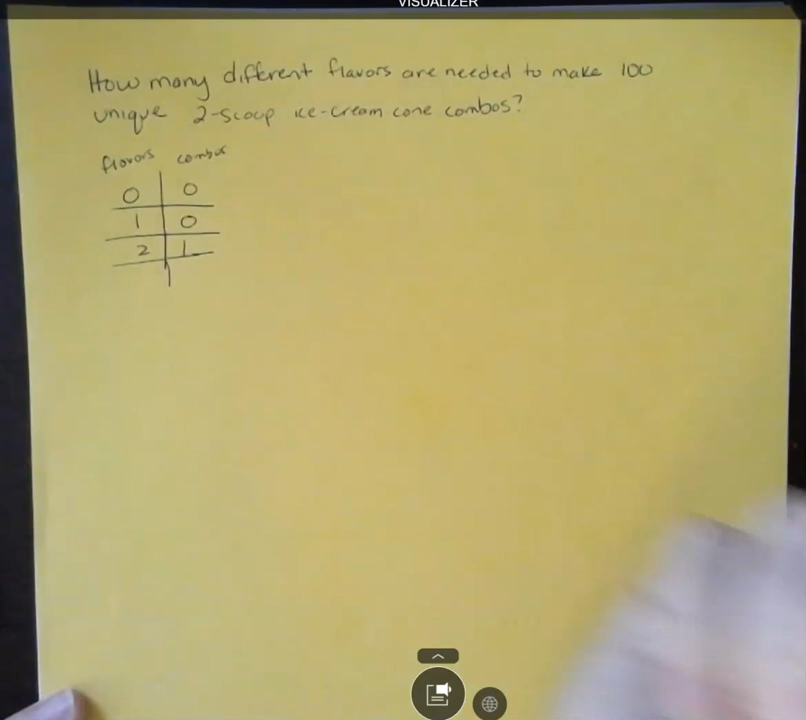 VISUALIZER
How many different flavors are needed to make 100
unique 2-scoop ice-cream cone combos?
flavors combos
0 0
1 0
2 1